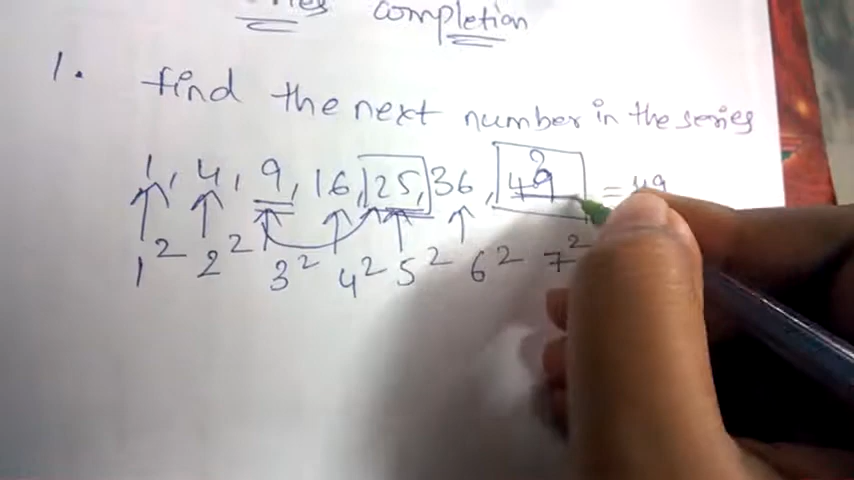 completion
1. find the next number in the series
1, 4, 9, 16, 25, 36, 49 = 49
1² 2² 3² 4² 5² 6² 7²